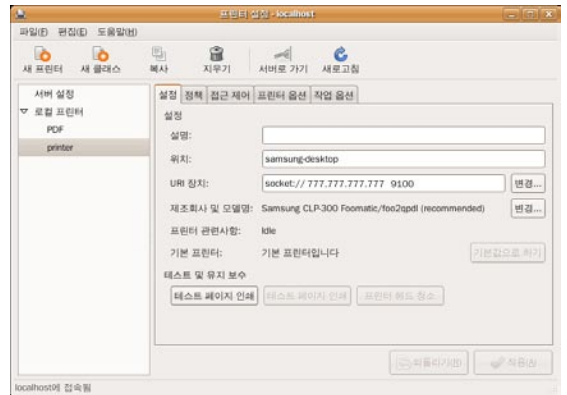 프린터 설정 - localhost
파일(F) 편집(E) 도움말(H)
새 프린터 새 클래스 복사 지우기 서버로 가기 새로고침
서버 설정
로컬 프린터
PDF
printer
설정 정책 접근 제어 프린터 옵션 작업 옵션
설정
설명:
위치: samsung-desktop
URI 장치: socket:// 777.777.777.777 9100 변경...
제조회사 및 모델명: Samsung CLP-300 Foomatic/foo2qpdl (recommended) 변경...
프린터 관련사항: Idle
기본 프린터: 기본 프린터입니다 기본값으로 하기
테스트 및 유지 보수
테스트 페이지 인쇄 테스트 페이지 인쇄 프린터 헤드 청소
되돌리기(R) 적용(A)
localhost에 접속됨